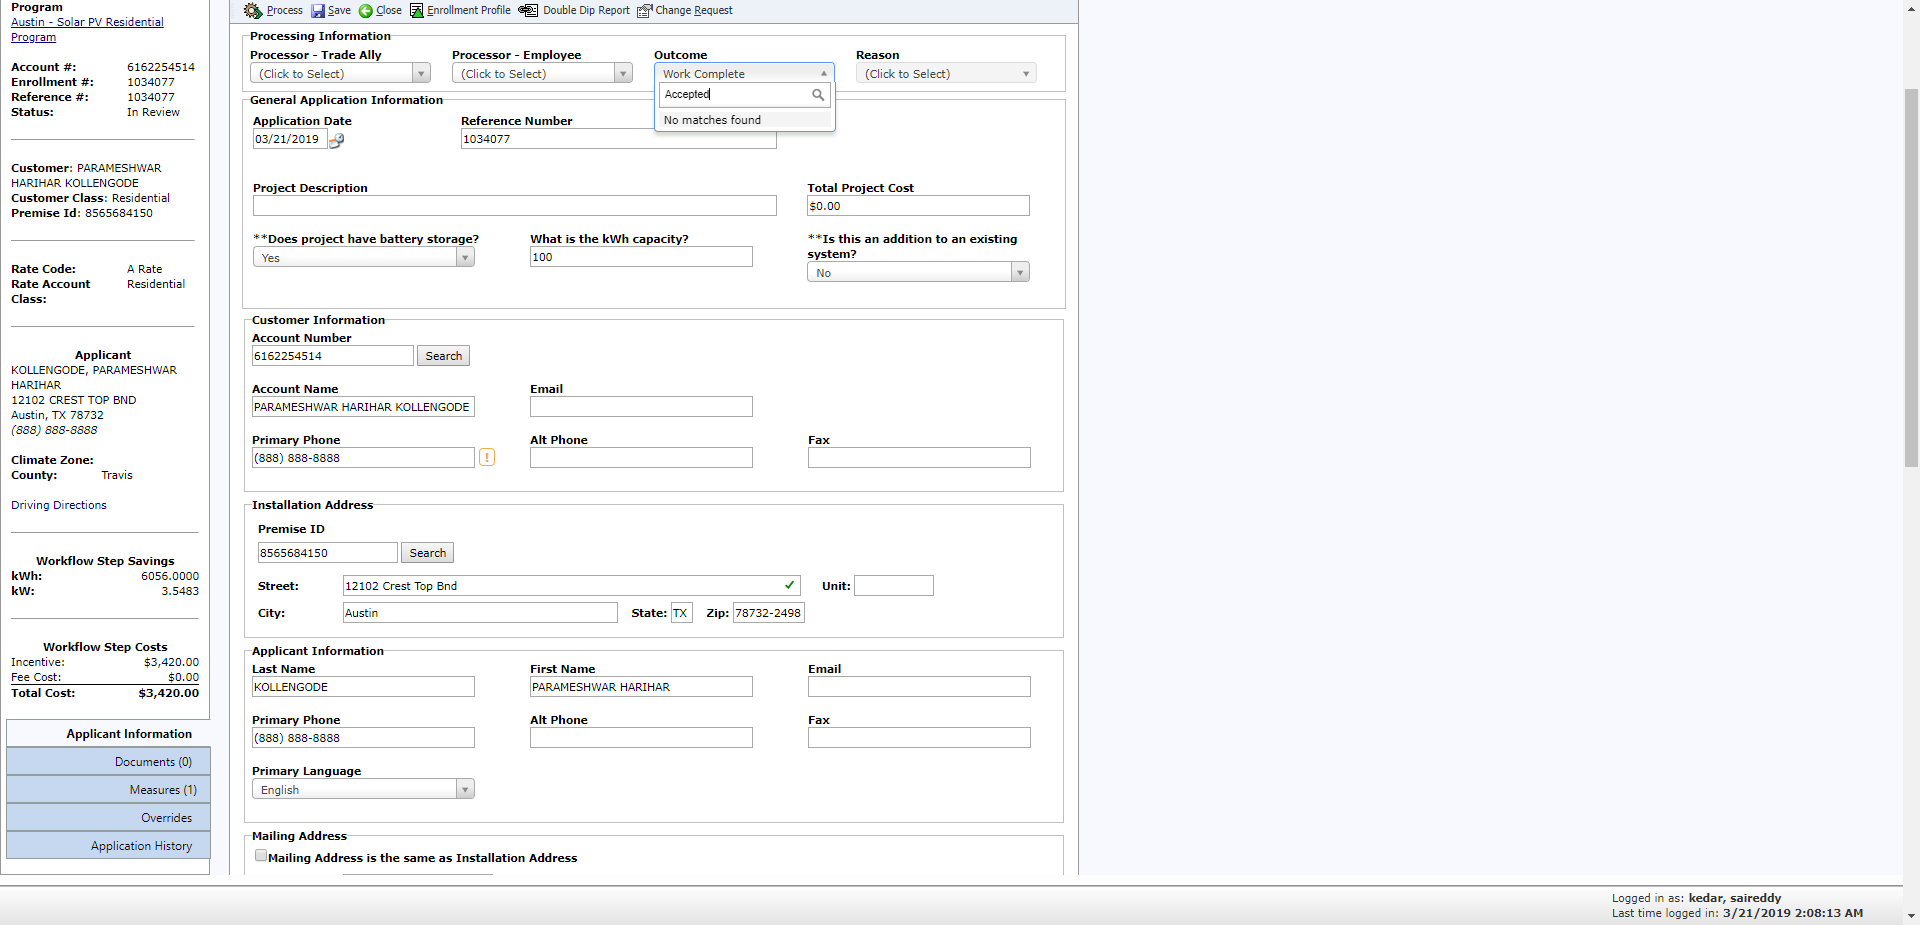 Program
Austin - Solar PV Residential
Program
Account #: 6162254514
Enrollment #: 1034077
Reference #: 1034077
Status: In Review
Customer: PARAMESHWAR
HARIHAR KOLLENGODE
Customer Class: Residential
Premise Id: 8565684150
Rate Code: A Rate
Rate Account Residential
Class:
Applicant
KOLLENGODE, PARAMESHWAR
HARIHAR
12102 CREST TOP BND
Austin, TX 78732
(888) 888-8888
Climate Zone:
County: Travis
Driving Directions
Workflow Step Savings
kWh: 6056.0000
kW: 3.5483
Workflow Step Costs
Incentive: $3,420.00
Fee Cost: $0.00
Total Cost: $3,420.00
Applicant Information
Documents (0)
Measures (1)
Overrides
Application History
Process Save Close Enrollment Profile Double Dip Report Change Request
Processing Information
Processor - Trade Ally Processor - Employee Outcome Reason
(Click to Select) (Click to Select) Work Complete (Click to Select)
Accepted
No matches found
General Application Information
Application Date Reference Number
03/21/2019 1034077
Project Description Total Project Cost
$0.00
**Does project have battery storage? What is the kWh capacity? **Is this an addition to an existing
system?
Yes 100 No
Customer Information
Account Number
6162254514 Search
Account Name Email
PARAMESHWAR HARIHAR KOLLENGODE
Primary Phone Alt Phone Fax
(888) 888-8888 !
Installation Address
Premise ID
8565684150 Search
Street: 12102 Crest Top Bnd Unit:
City: Austin State: TX Zip: 78732-2498
Applicant Information
Last Name First Name Email
KOLLENGODE PARAMESHWAR HARIHAR
Primary Phone Alt Phone Fax
(888) 888-8888
Primary Language
English
Mailing Address
Mailing Address is the same as Installation Address
Logged in as: kedar, saireddy
Last time logged in: 3/21/2019 2:08:13 AM